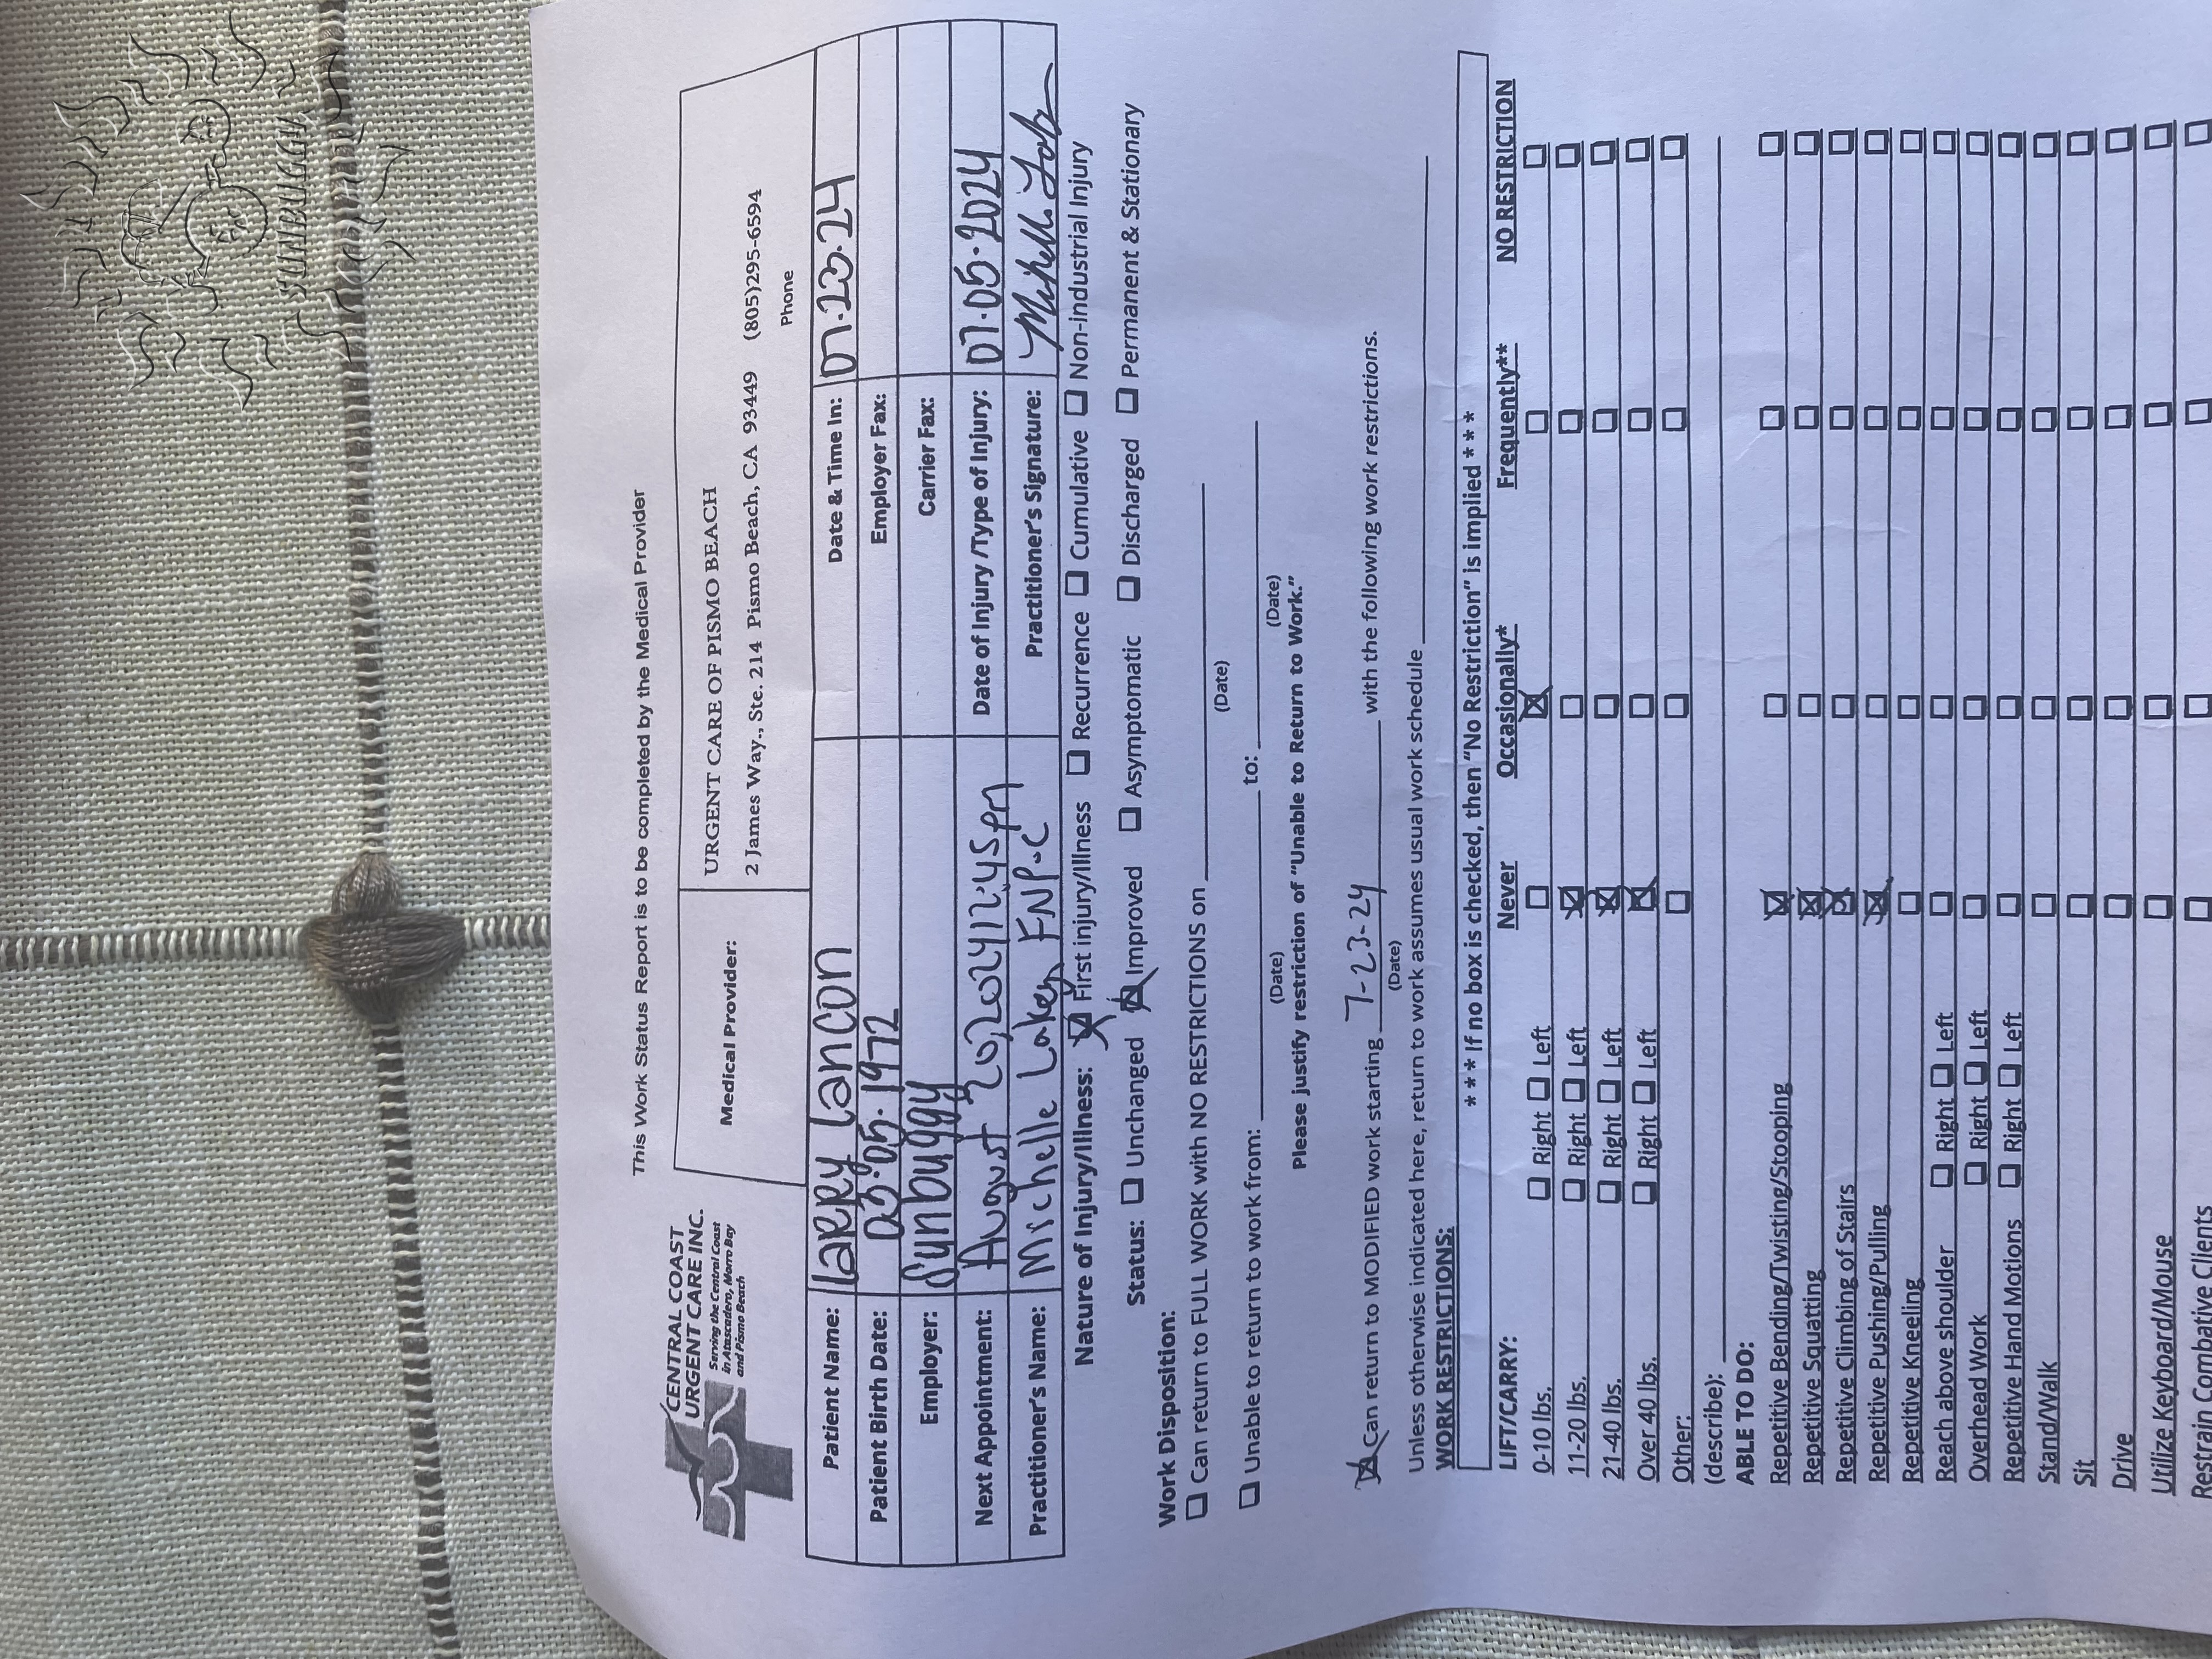 SUNBUGGY
This Work Status Report is to be completed by the Medical Provider
CENTRAL COAST
URGENT CARE INC.
Serving the Central Coast
in Atascadero, Morro Bay
and Pismo Beach
Medical Provider:
URGENT CARE OF PISMO BEACH
2 James Way., Ste. 214 Pismo Beach, CA 93449 (805)295-6594
Phone
Patient Name: Larry Lancon Date & Time In: 07.23.24
Patient Birth Date: 03.05.1972 Employer Fax:
Employer: Sunbuggy Carrier Fax:
Next Appointment: August 20, 2024 12:45pm Date of Injury /Type of Injury: 07.05.2024
Practitioner's Name: Michelle Lakey FNP-C Practitioner's Signature:
Nature of Injury/Illness: ☒ First injury/Illness ☐ Recurrence ☐ Cumulative ☐ Non-industrial Injury
Status: ☐ Unchanged ☒ Improved ☐ Asymptomatic ☐ Discharged ☐ Permanent & Stationary
Work Disposition:
☐ Can return to FULL WORK with NO RESTRICTIONS on
(Date)
☐ Unable to return to work from: to:
(Date) (Date)
Please justify restriction of "Unable to Return to Work."
☒ Can return to MODIFIED work starting 7-23-24 with the following work restrictions.
(Date)
Unless otherwise indicated here, return to work assumes usual work schedule
WORK RESTRICTIONS:
* * * If no box is checked, then "No Restriction" is implied * * *
LIFT/CARRY: Never Occasionally* Frequently** NO RESTRICTION
0-10 lbs. ☐ Right ☐ Left ☐ ☒ ☐ ☐
11-20 lbs. ☐ Right ☐ Left ☒ ☐ ☐ ☐
21-40 lbs. ☐ Right ☐ Left ☒ ☐ ☐ ☐
Over 40 lbs. ☐ Right ☐ Left ☒ ☐ ☐ ☐
Other: ☐ ☐ ☐ ☐
(describe):
ABLE TO DO:
Repetitive Bending/Twisting/Stooping ☒ ☐ ☐ ☐
Repetitive Squatting ☒ ☐ ☐ ☐
Repetitive Climbing of Stairs ☒ ☐ ☐ ☐
Repetitive Pushing/Pulling ☒ ☐ ☐ ☐
Repetitive Kneeling ☐ ☐ ☐ ☐
Reach above shoulder ☐ Right ☐ Left ☐ ☐ ☐ ☐
Overhead Work ☐ Right ☐ Left ☐ ☐ ☐ ☐
Repetitive Hand Motions ☐ Right ☐ Left ☐ ☐ ☐ ☐
Stand/Walk ☐ ☐ ☐ ☐
Sit ☐ ☐ ☐ ☐
Drive ☐ ☐ ☐ ☐
Utilize Keyboard/Mouse ☐ ☐ ☐ ☐
Restrain Combative Clients ☐ ☐ ☐ ☐